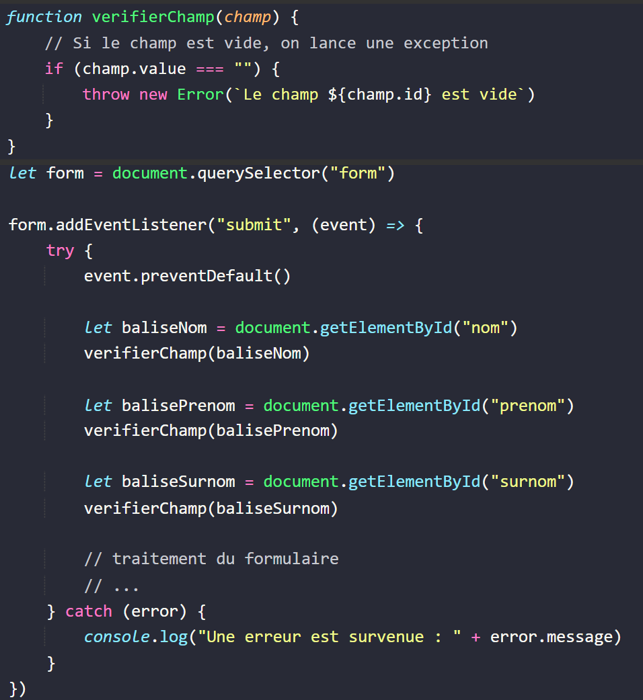 function verifierChamp(champ) {
    // Si le champ est vide, on lance une exception
    if (champ.value === "") {
        throw new Error(`Le champ ${champ.id} est vide`)
    }
}
let form = document.querySelector("form")

form.addEventListener("submit", (event) => {
    try {
        event.preventDefault()

        let baliseNom = document.getElementById("nom")
        verifierChamp(baliseNom)

        let balisePrenom = document.getElementById("prenom")
        verifierChamp(balisePrenom)

        let baliseSurnom = document.getElementById("surnom")
        verifierChamp(baliseSurnom)

        // traitement du formulaire
        // ...
    } catch (error) {
        console.log("Une erreur est survenue : " + error.message)
    }
})